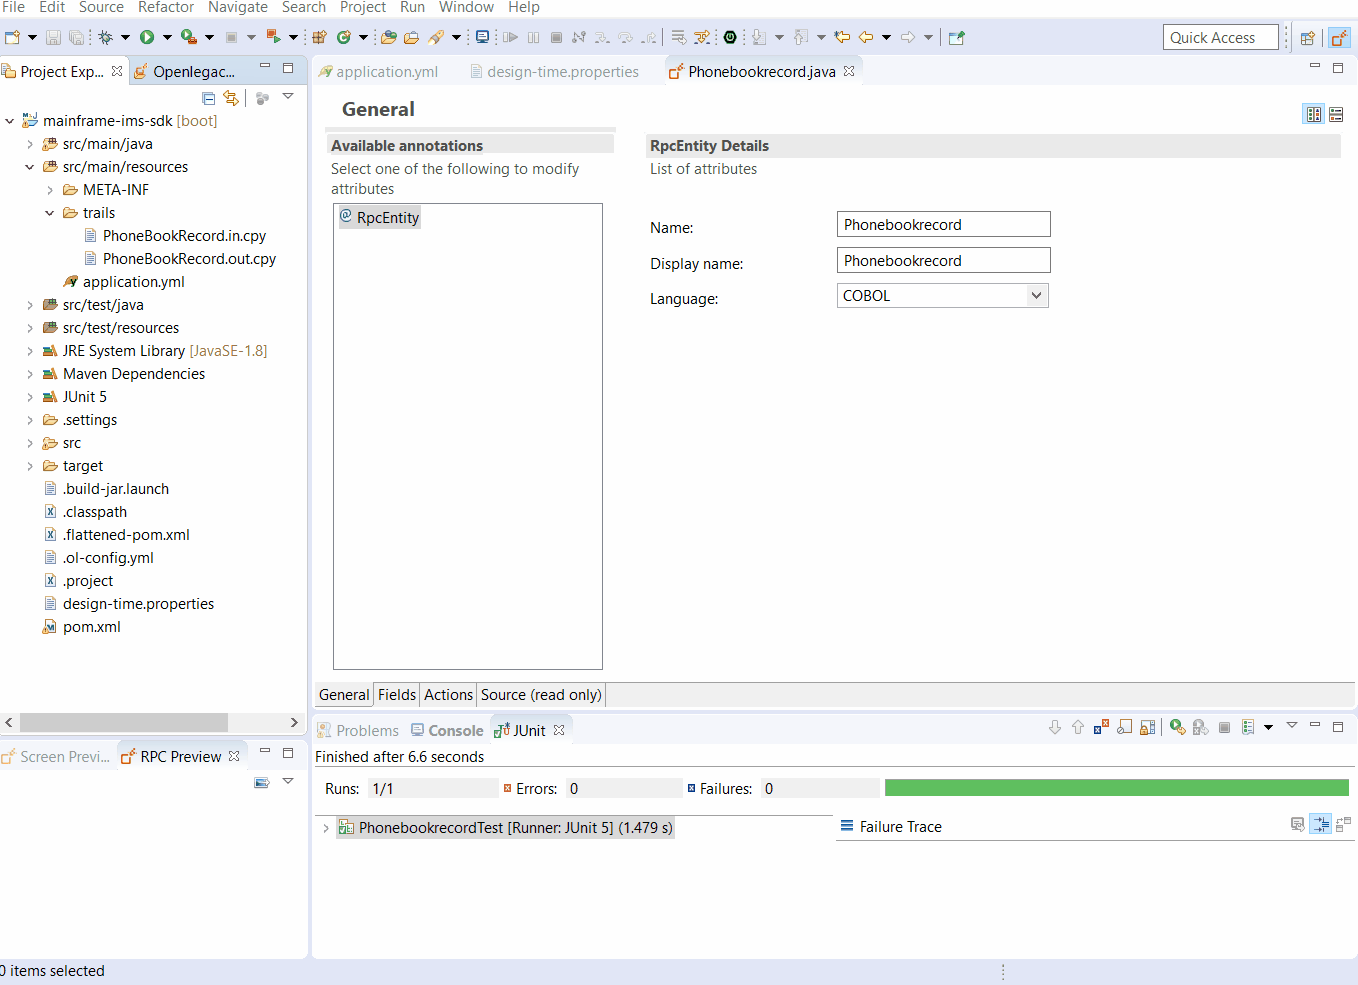 File Edit Source Refactor Navigate Search Project Run Window Help
Quick Access
Project Exp...
Openlegac...
mainframe-ims-sdk [boot]
src/main/java
src/main/resources
META-INF
trails
PhoneBookRecord.in.cpy
PhoneBookRecord.out.cpy
application.yml
src/test/java
src/test/resources
JRE System Library [JavaSE-1.8]
Maven Dependencies
JUnit 5
.settings
src
target
.build-jar.launch
.classpath
.flattened-pom.xml
.ol-config.yml
.project
design-time.properties
pom.xml
Screen Previ...
RPC Preview
application.yml
design-time.properties
Phonebookrecord.java
General
Available annotations
Select one of the following to modify
attributes
RpcEntity
RpcEntity Details
List of attributes
Name: Phonebookrecord
Display name: Phonebookrecord
Language: COBOL
General Fields Actions Source (read only)
Problems Console JUnit
Finished after 6.6 seconds
Runs: 1/1 Errors: 0 Failures: 0
PhonebookrecordTest [Runner: JUnit 5] (1.479 s)
Failure Trace
0 items selected